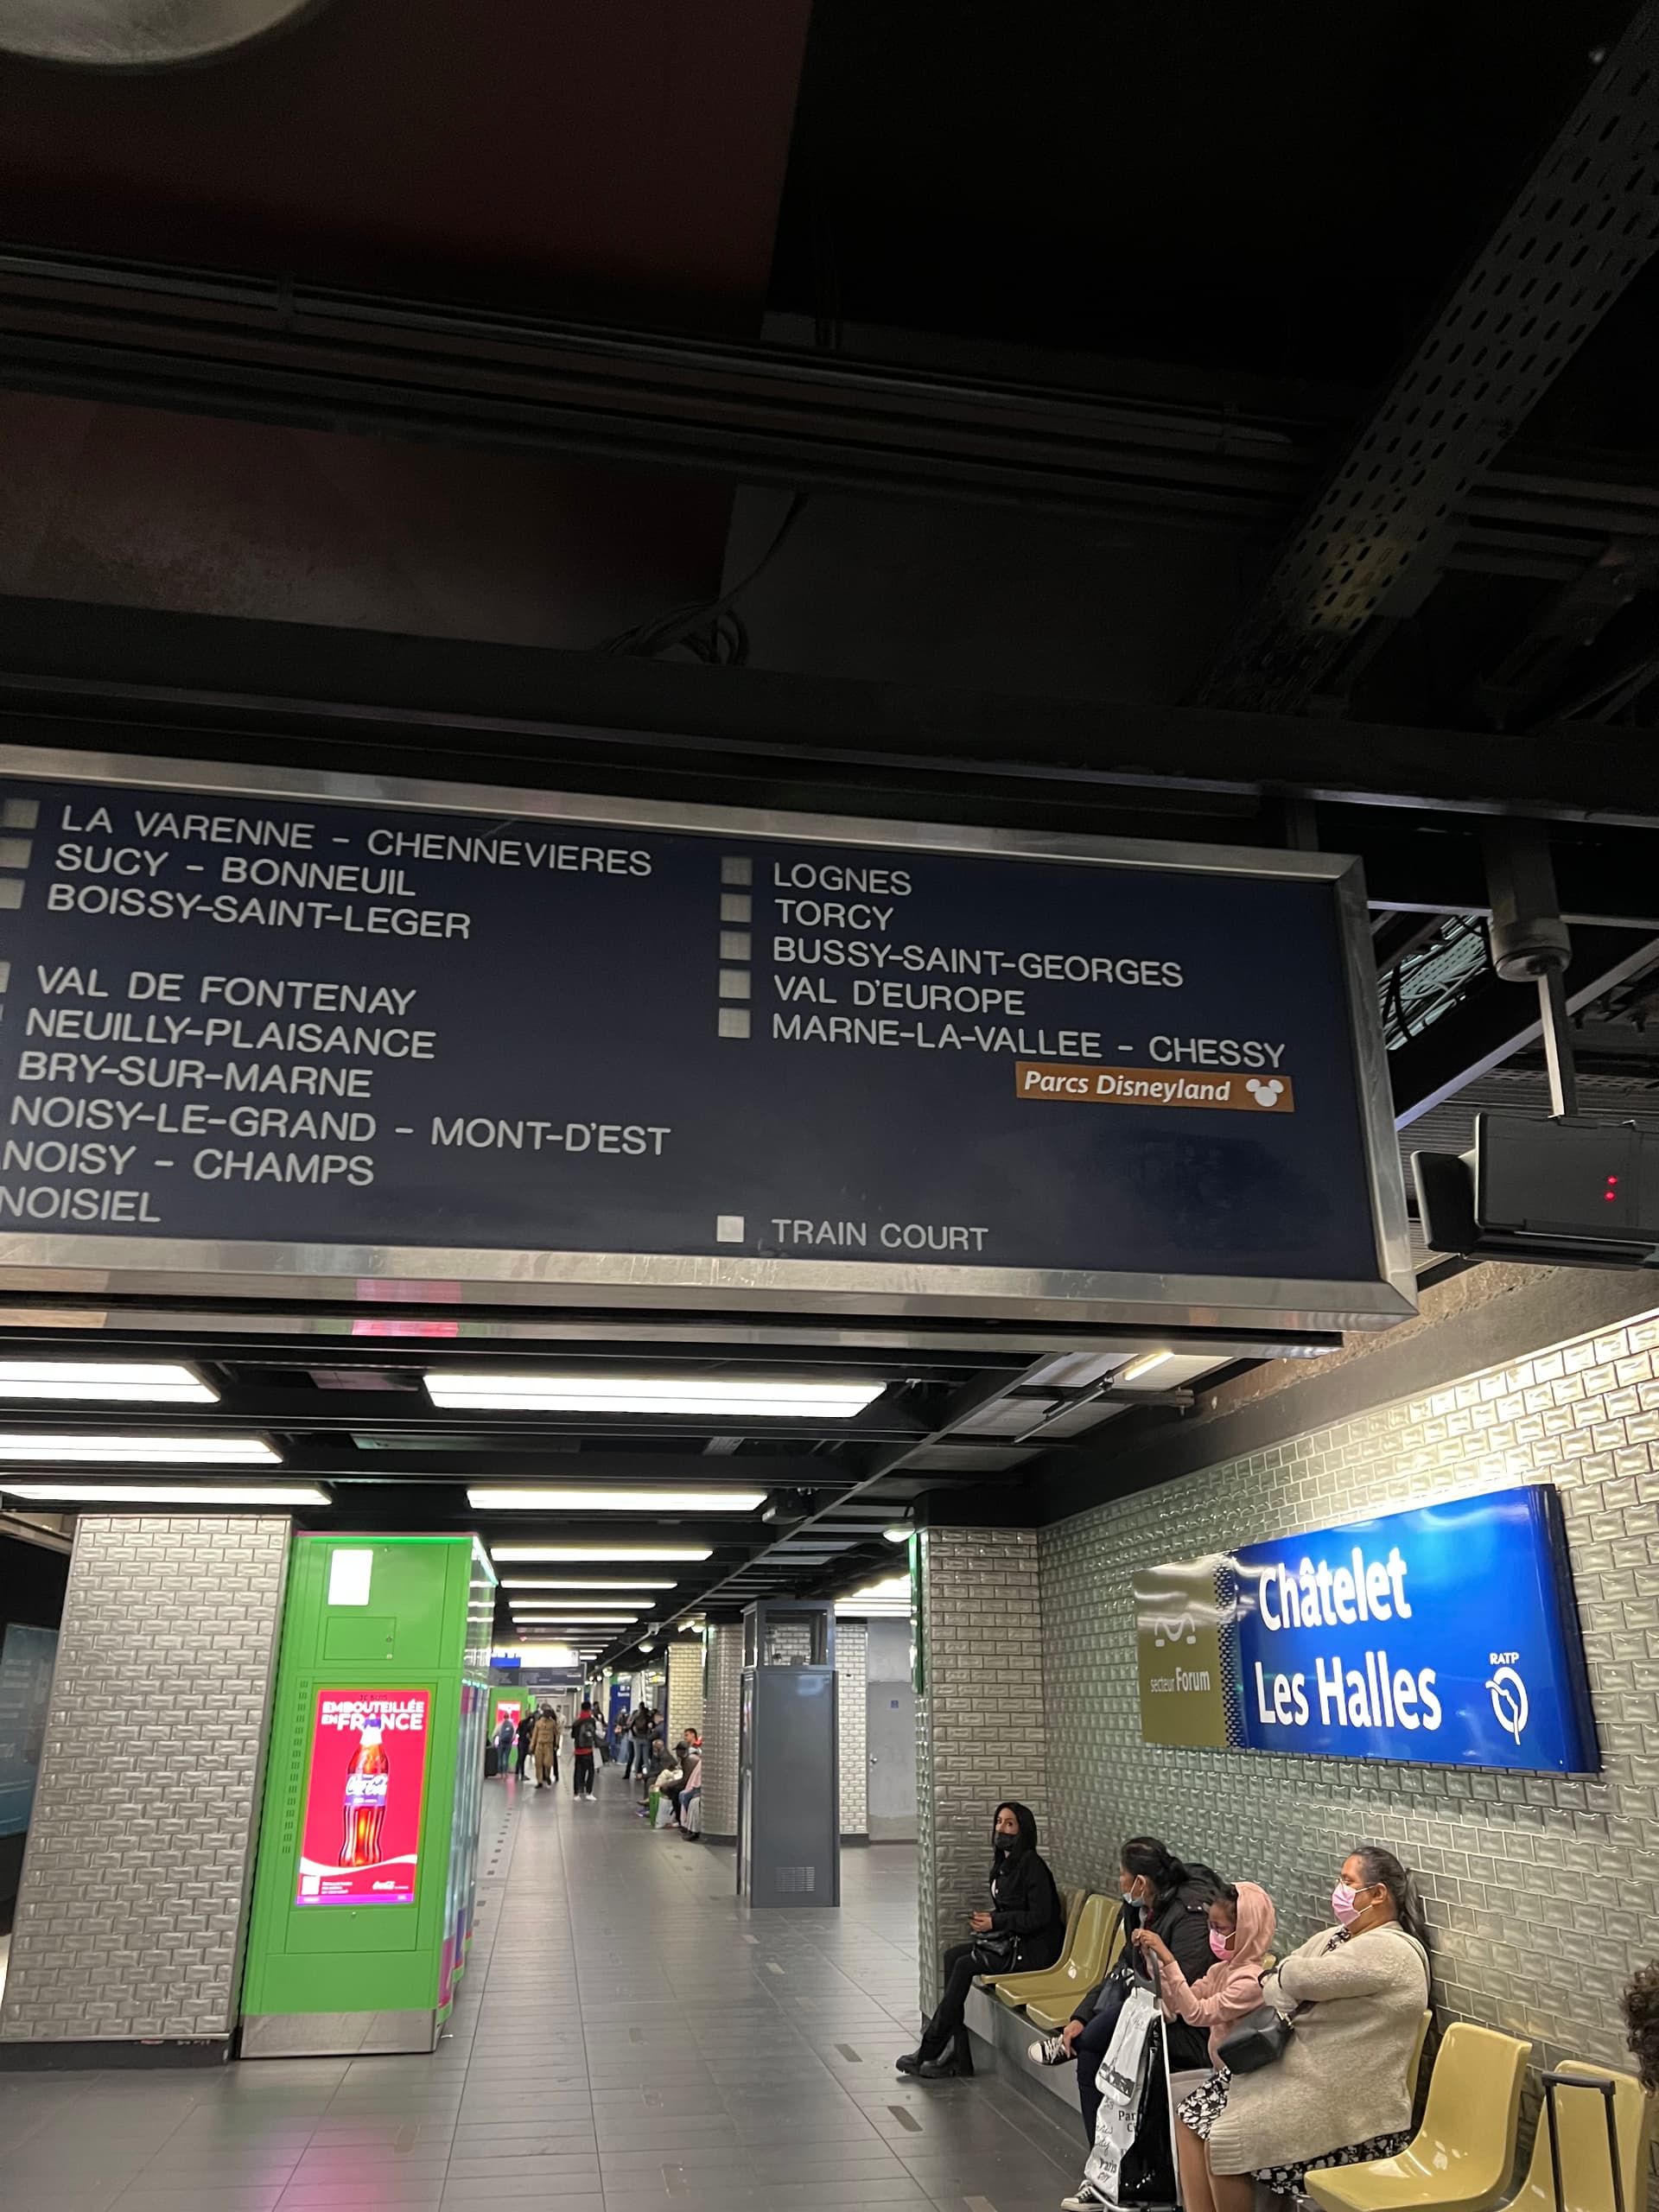 LA VARENNE - CHENNEVIERES
SUCY - BONNEUIL
BOISSY-SAINT-LEGER
VAL DE FONTENAY
NEUILLY-PLAISANCE
BRY-SUR-MARNE
NOISY-LE-GRAND - MONT-D'EST
NOISY - CHAMPS
NOISIEL
LOGNES
TORCY
BUSSY-SAINT-GEORGES
VAL D'EUROPE
MARNE-LA-VALLEE - CHESSY
Parcs Disneyland
TRAIN COURT
secteur Forum
Châtelet
Les Halles
RATP
EMBOUTEILLÉE
EN FRANCE
Coca-Cola